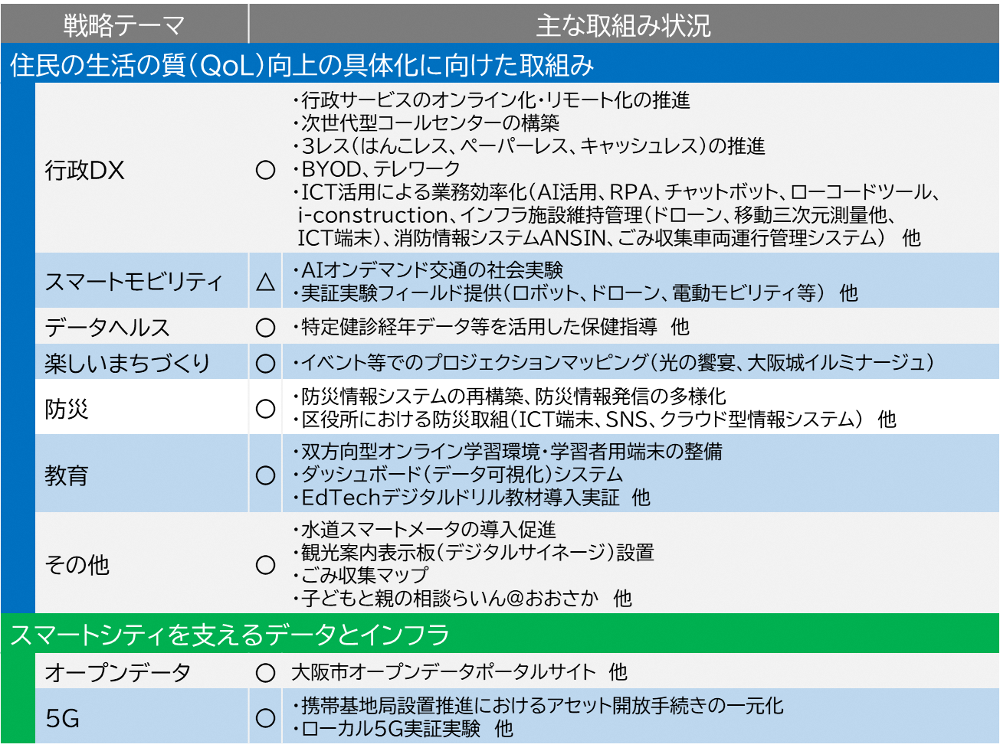 戦略テーマ
主な取組み状況
住民の生活の質(QoL)向上の具体化に向けた取組み
行政DX
○
・行政サービスのオンライン化・リモート化の推進
・次世代型コールセンターの構築
・3レス(はんこレス、ペーパーレス、キャッシュレス)の推進
・BYOD、テレワーク
・ICT活用による業務効率化(AI活用、RPA、チャットボット、ローコードツール、
i-construction、インフラ施設維持管理(ドローン、移動三次元測量他、
ICT端末)、消防情報システムANSIN、ごみ収集車両運行管理システム) 他
スマートモビリティ
△
・AIオンデマンド交通の社会実験
・実証実験フィールド提供(ロボット、ドローン、電動モビリティ等) 他
データヘルス
○
・特定健診経年データ等を活用した保健指導 他
楽しいまちづくり
○
・イベント等でのプロジェクションマッピング(光の饗宴、大阪城イルミナージュ)
防災
○
・防災情報システムの再構築、防災情報発信の多様化
・区役所における防災取組(ICT端末、SNS、クラウド型情報システム) 他
教育
○
・双方向型オンライン学習環境・学習者用端末の整備
・ダッシュボード(データ可視化)システム
・EdTechデジタルドリル教材導入実証 他
その他
○
・水道スマートメータの導入促進
・観光案内表示板(デジタルサイネージ)設置
・ごみ収集マップ
・子どもと親の相談らいん@おおさか 他
スマートシティを支えるデータとインフラ
オープンデータ
○
大阪市オープンデータポータルサイト 他
5G
○
・携帯基地局設置推進におけるアセット開放手続きの一元化
・ローカル5G実証実験 他